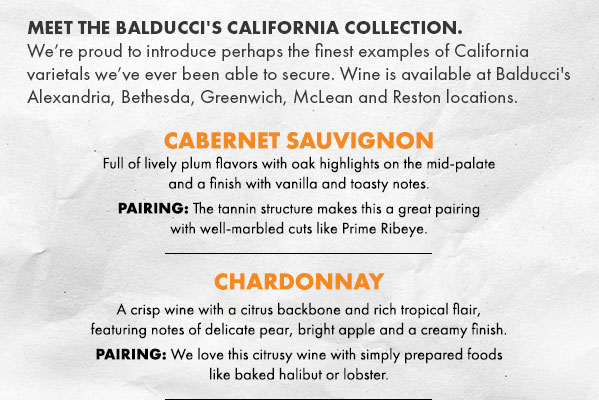 MEET THE BALDUCCI'S CALIFORNIA COLLECTION.
We're proud to introduce perhaps the finest examples of California
varietals we've ever been able to secure. Wine is available at Balducci's
Alexandria, Bethesda, Greenwich, McLean and Reston locations.
CABERNET SAUVIGNON
Full of lively plum flavors with oak highlights on the mid-palate
and a finish with vanilla and toasty notes.
PAIRING: The tannin structure makes this a great pairing
with well-marbled cuts like Prime Ribeye.
CHARDONNAY
A crisp wine with a citrus backbone and rich tropical flair,
featuring notes of delicate pear, bright apple and a creamy finish.
PAIRING: We love this citrusy wine with simply prepared foods
like baked halibut or lobster.